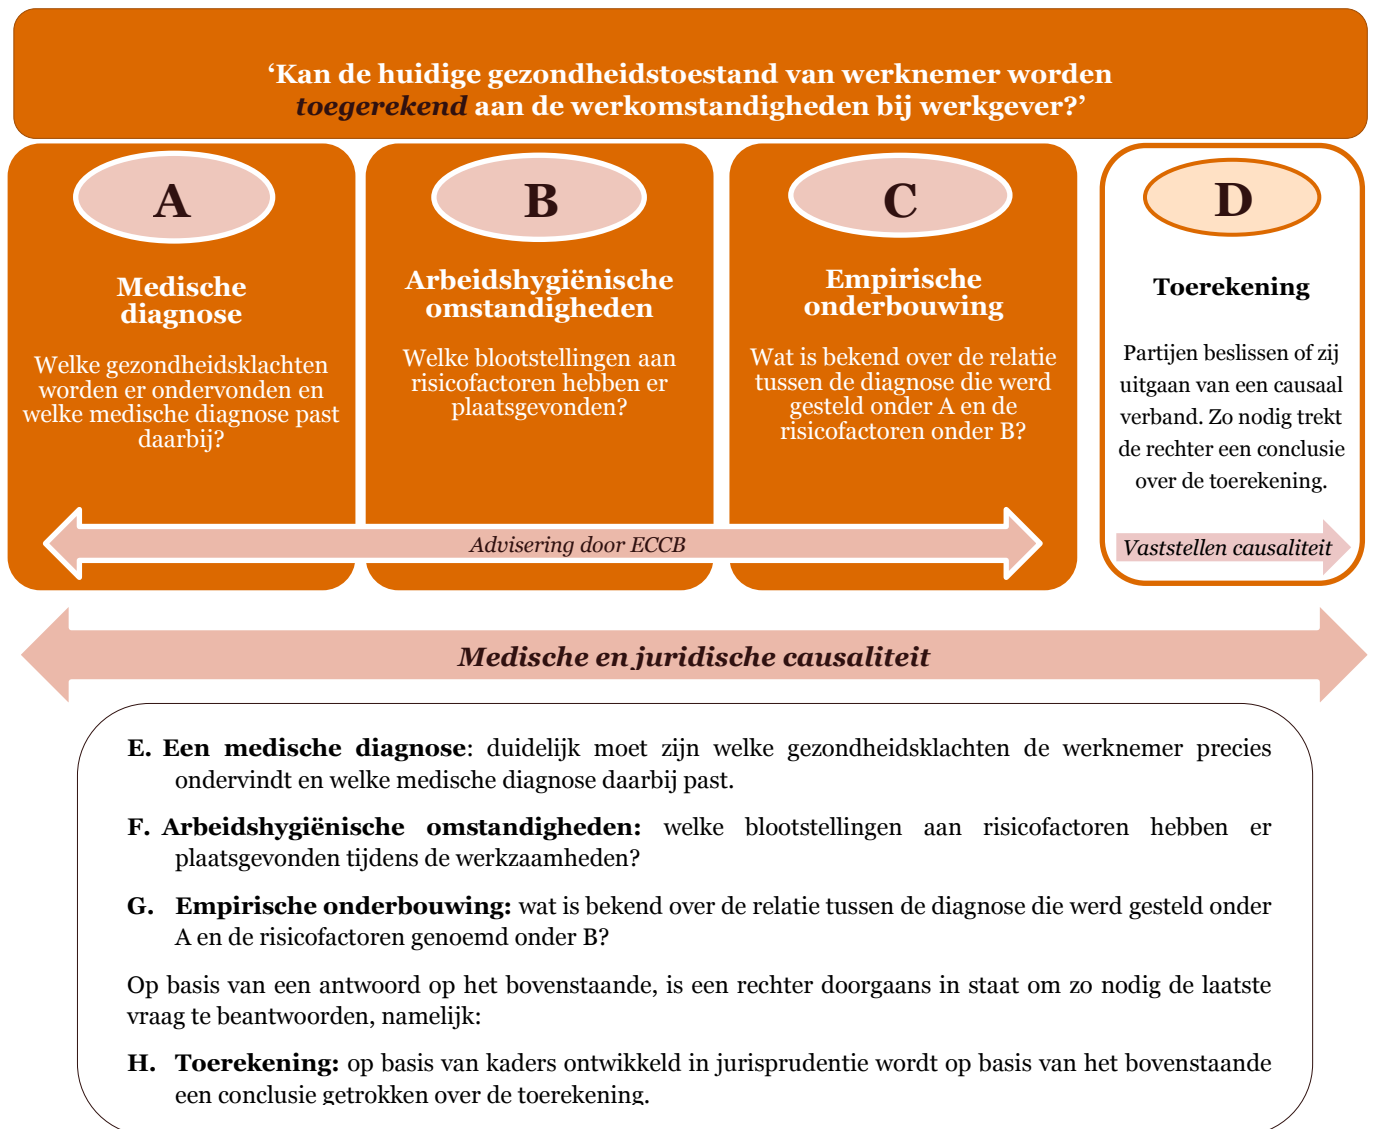 ‘Kan de huidige gezondheidstoestand van werknemer worden
toegerekend aan de werkomstandigheden bij werkgever?’
A
Medische
diagnose
Welke gezondheidsklachten
worden er ondervonden en
welke medische diagnose past
daarbij?
B
Arbeidshygiënische
omstandigheden
Welke blootstellingen aan
risicofactoren hebben er
plaatsgevonden?
C
Empirische
onderbouwing
Wat is bekend over de relatie
tussen de diagnose die werd
gesteld onder A en de
risicofactoren onder B?
D
Toerekening
Partijen beslissen of zij
uitgaan van een causaal
verband. Zo nodig trekt
de rechter een conclusie
over de toerekening.
Advisering door ECCB
Vaststellen causaliteit
Medische en juridische causaliteit
E. Een medische diagnose: duidelijk moet zijn welke gezondheidsklachten de werknemer precies
ondervindt en welke medische diagnose daarbij past.
F. Arbeidshygiënische omstandigheden: welke blootstellingen aan risicofactoren hebben er
plaatsgevonden tijdens de werkzaamheden?
G. Empirische onderbouwing: wat is bekend over de relatie tussen de diagnose die werd gesteld onder
A en de risicofactoren genoemd onder B?
Op basis van een antwoord op het bovenstaande, is een rechter doorgaans in staat om zo nodig de laatste
vraag te beantwoorden, namelijk:
H. Toerekening: op basis van kaders ontwikkeld in jurisprudentie wordt op basis van het bovenstaande
een conclusie getrokken over de toerekening.